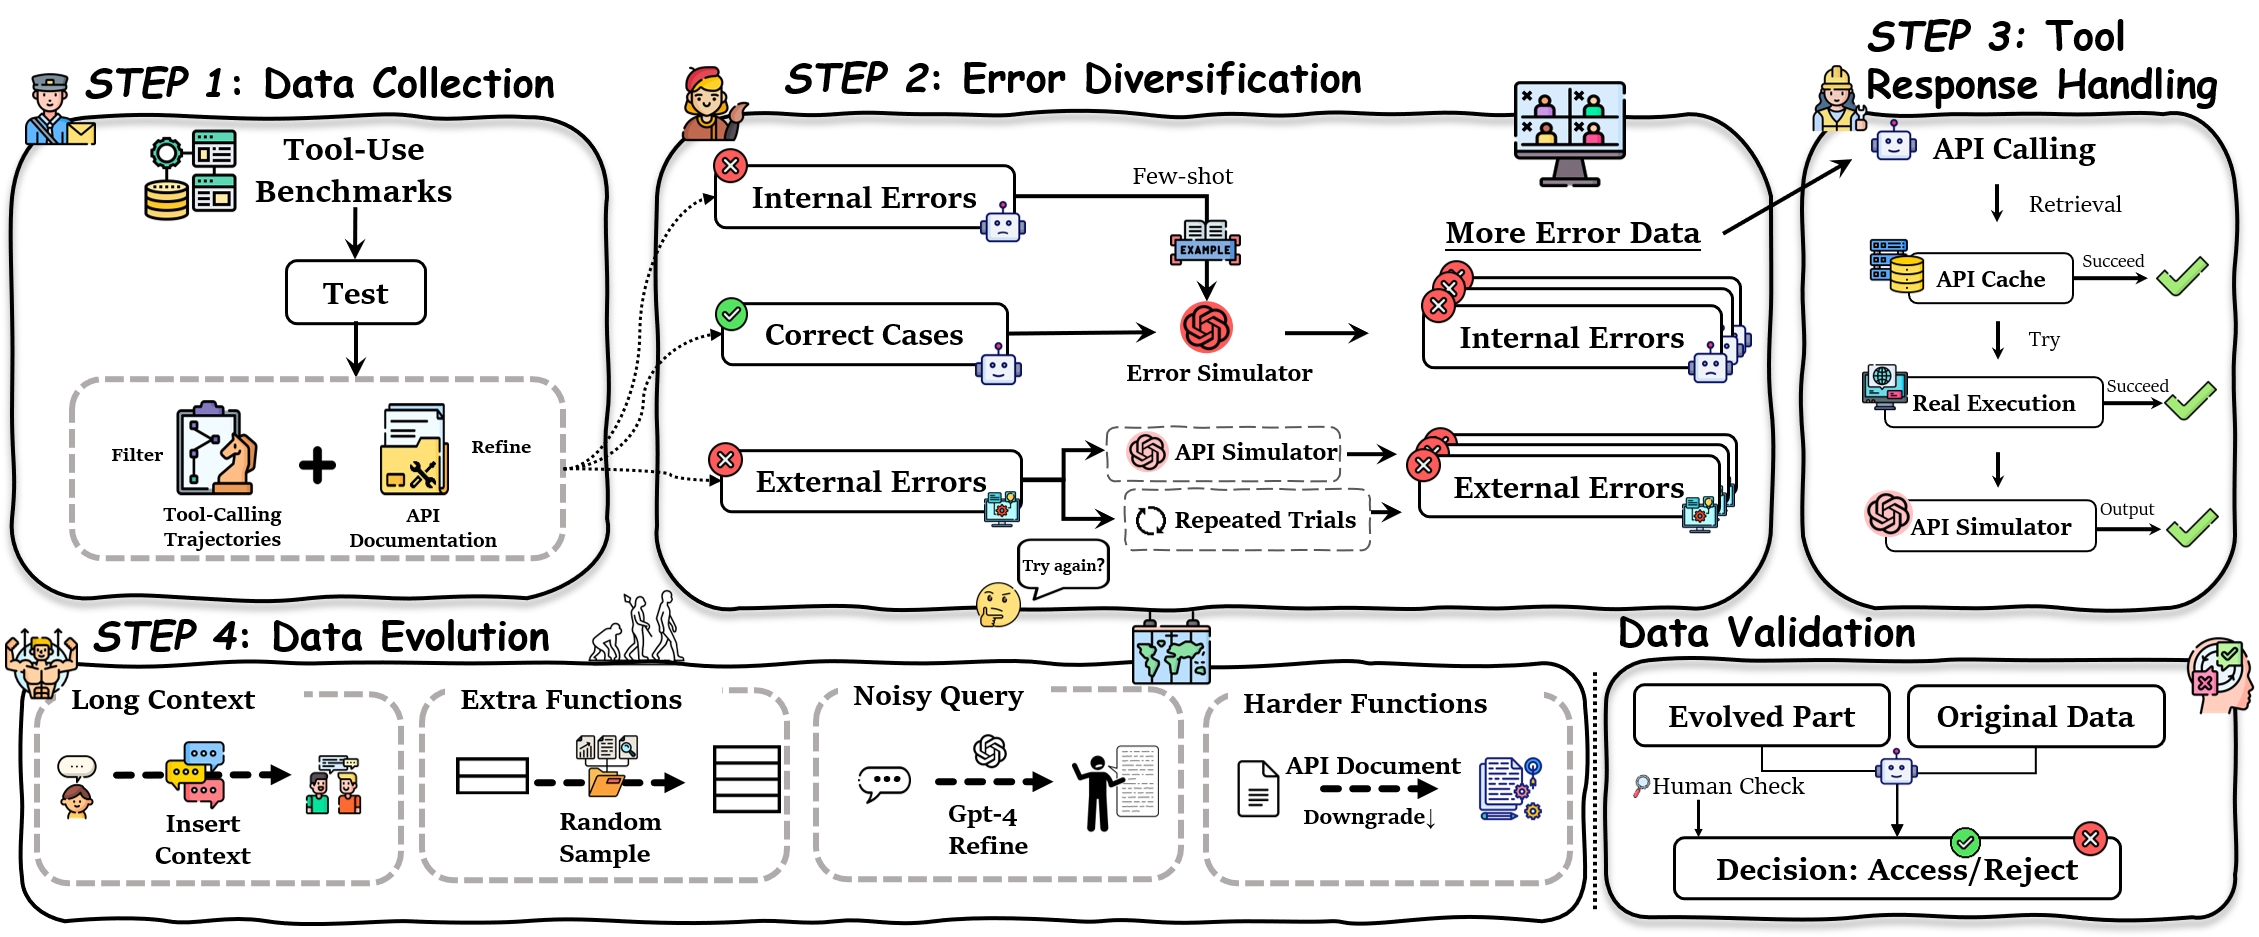 STEP 1: Data Collection
Tool-Use
Benchmarks
Test
Filter
Refine
Tool-Calling
Trajectories
API
Documentation
STEP 2: Error Diversification
Internal Errors
Few-shot
EXAMPLE
Correct Cases
Error Simulator
More Error Data
Internal Errors
External Errors
API Simulator
Repeated Trials
External Errors
Try again?
STEP 3: Tool
Response Handling
API Calling
Retrieval
API Cache
Succeed
Try
Real Execution
Succeed
API Simulator
Output
STEP 4: Data Evolution
Long Context
Insert
Context
Extra Functions
Random
Sample
Noisy Query
Gpt-4
Refine
Harder Functions
API Document
Downgrade↓
Data Validation
Evolved Part
Original Data
Human Check
Decision: Access/Reject